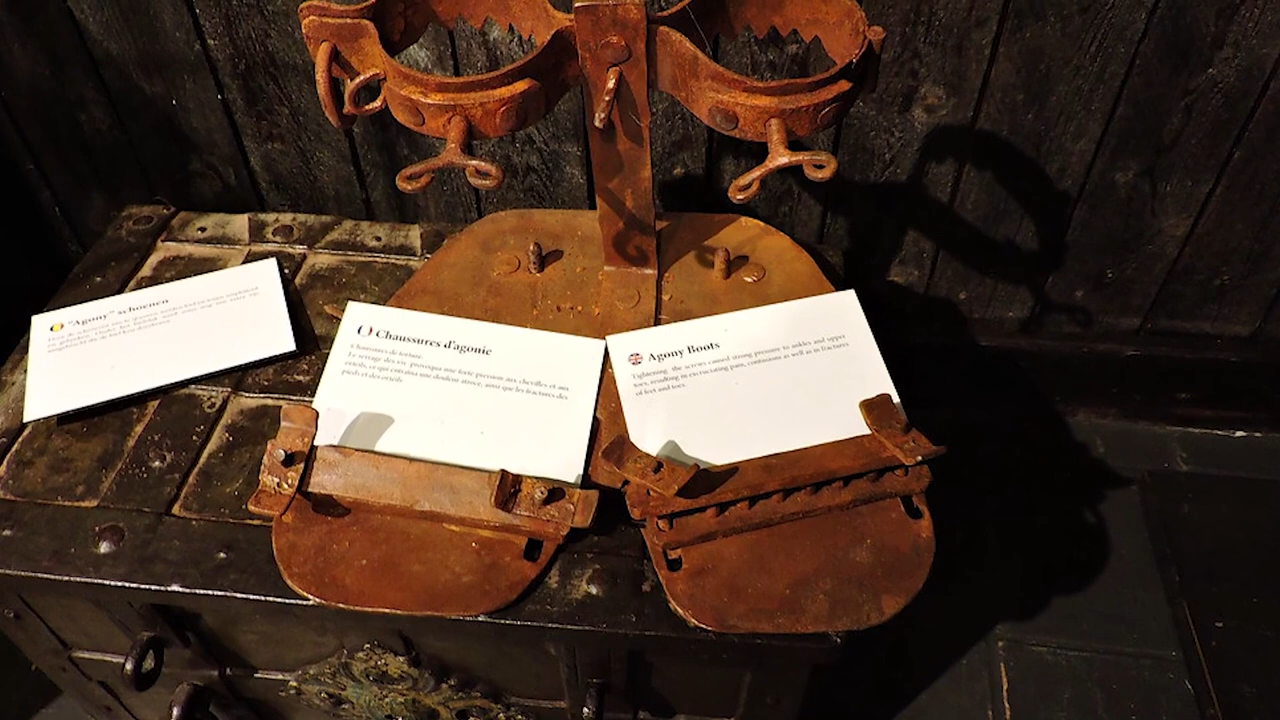 "Agony" schoenen
Chaussures d'agonie
Chaussures de torture.
Le serrage des vis provoqua une forte pression aux chevilles et aux
orteils, ce qui entraîna une douleur atroce, ainsi que les fractures des
pieds et des orteils
Agony Boots
Tightening the screws caused strong pressure to ankles and upper
toes, resulting in excruciating pain, contusions as well as in fractures
of feet and toes.